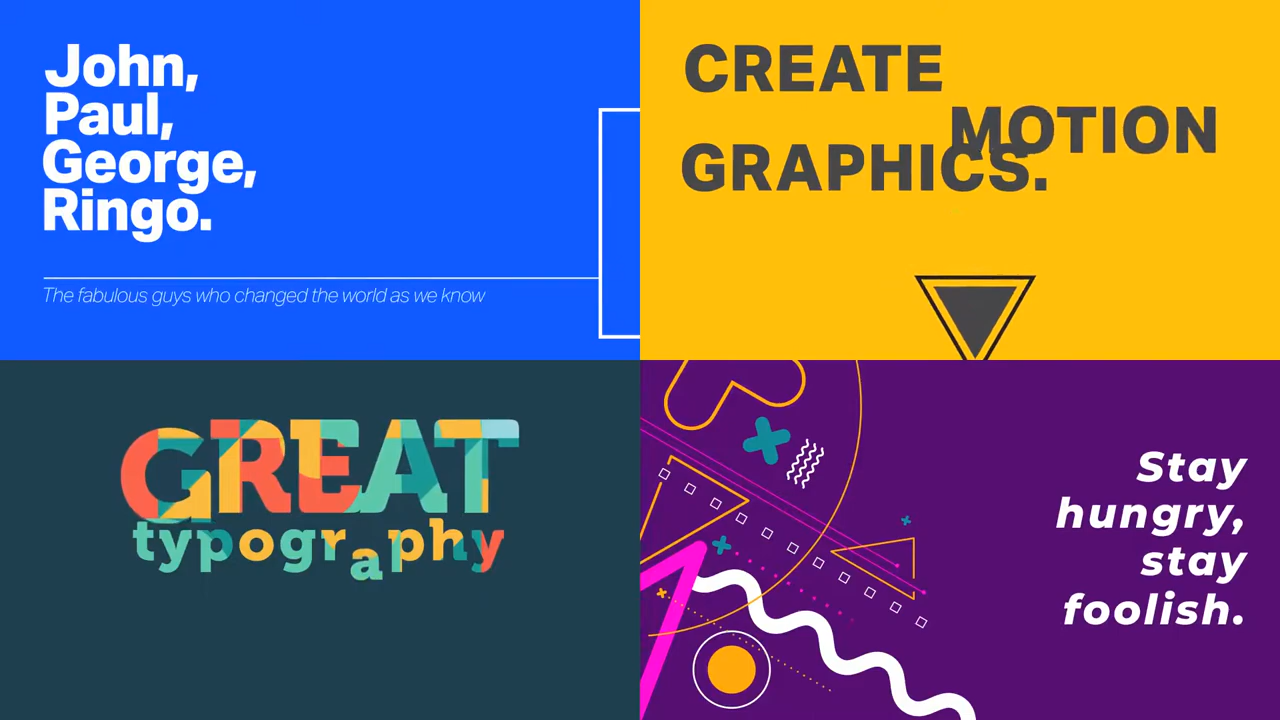 John,
Paul,
George,
Ringo.
The fabulous guys who changed the world as we know
CREATE
MOTION
GRAPHICS.
GREAT
typography
Stay
hungry,
stay
foolish.